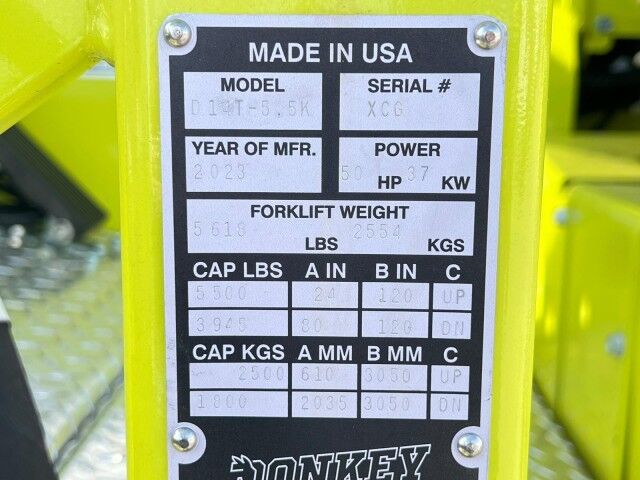 MADE IN USA
MODEL SERIAL #
D14T-5.5K XCG
YEAR OF MFR. POWER
2023 50 HP 37 KW
FORKLIFT WEIGHT
5618 LBS 2554 KGS
CAP LBS A IN B IN C
5500 24 120 UP
3945 80 120 DN
CAP KGS A MM B MM C
2500 610 3050 UP
1800 2035 3050 DN
DONKEY